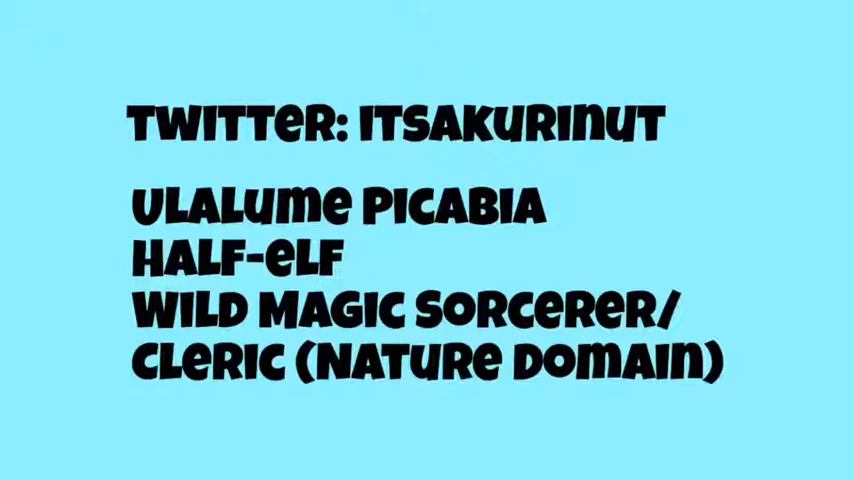 Twitter: Itsakurinut
Ulalume Picabia
Half-elf
Wild Magic Sorcerer/
Cleric (Nature Domain)